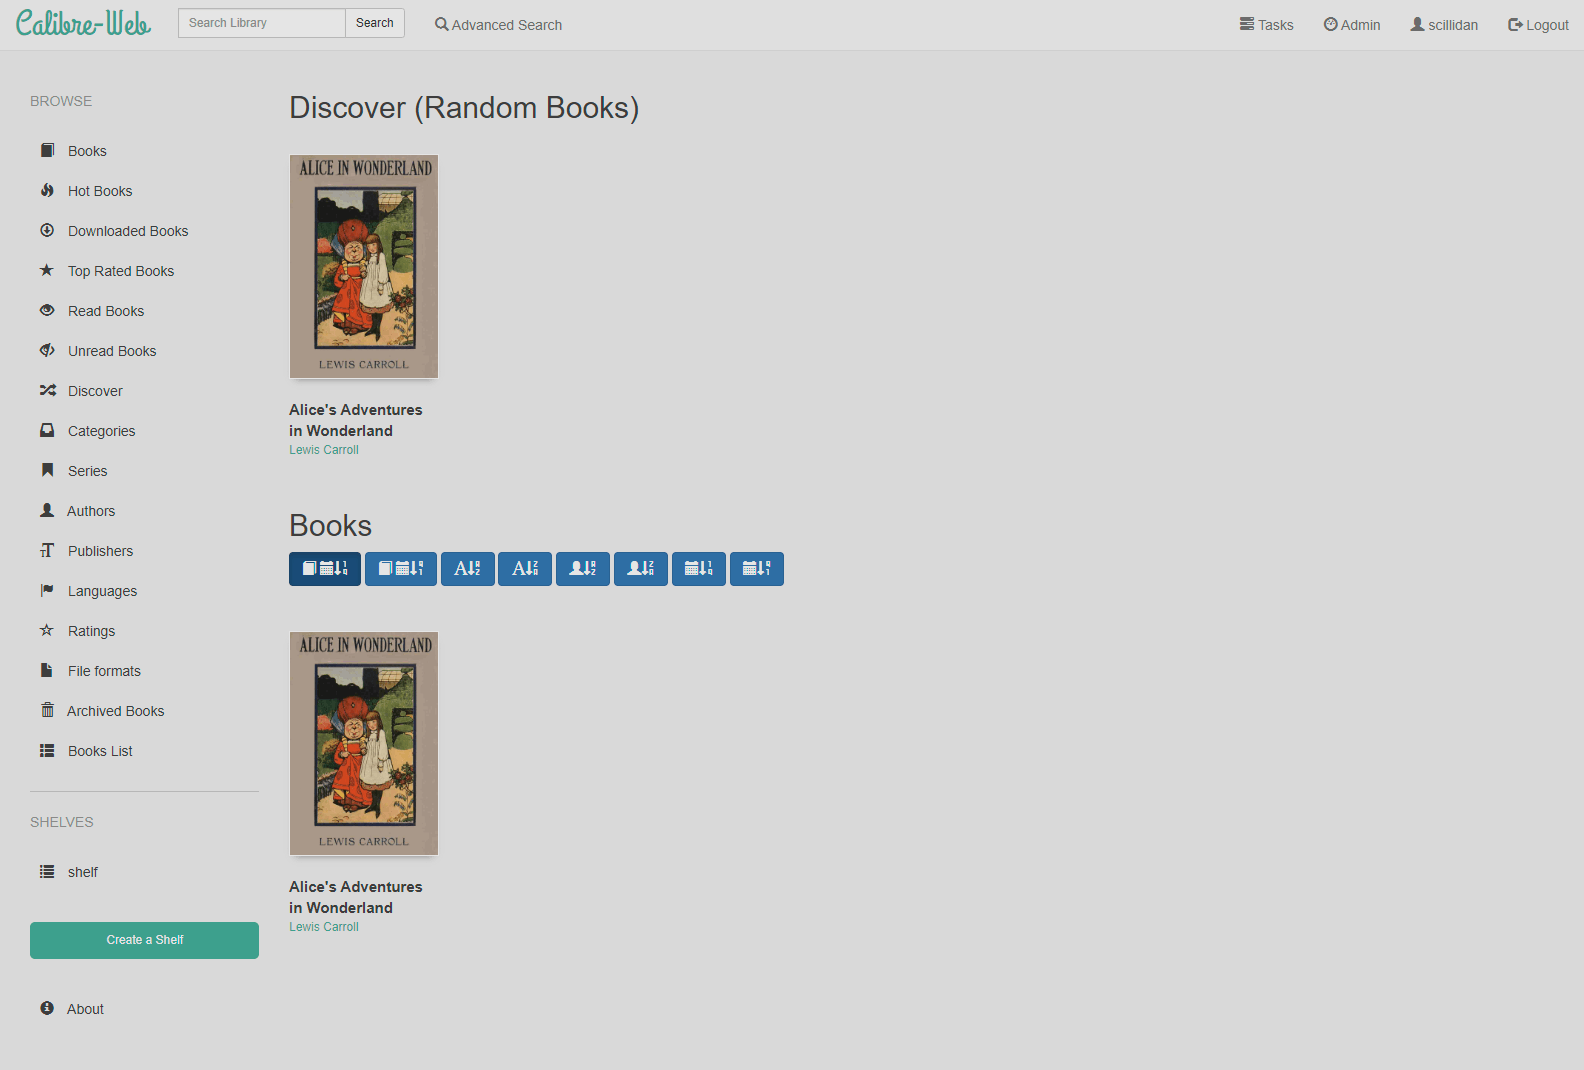 Calibre-Web
Search Library
Search
Advanced Search
Tasks
Admin
scillidan
Logout
BROWSE
Books
Hot Books
Downloaded Books
Top Rated Books
Read Books
Unread Books
Discover
Categories
Series
Authors
Publishers
Languages
Ratings
File formats
Archived Books
Books List
SHELVES
shelf
Create a Shelf
About
Discover (Random Books)
ALICE IN WONDERLAND
LEWIS CARROLL
Alice's Adventures
in Wonderland
Lewis Carroll
Books
ALICE IN WONDERLAND
LEWIS CARROLL
Alice's Adventures
in Wonderland
Lewis Carroll